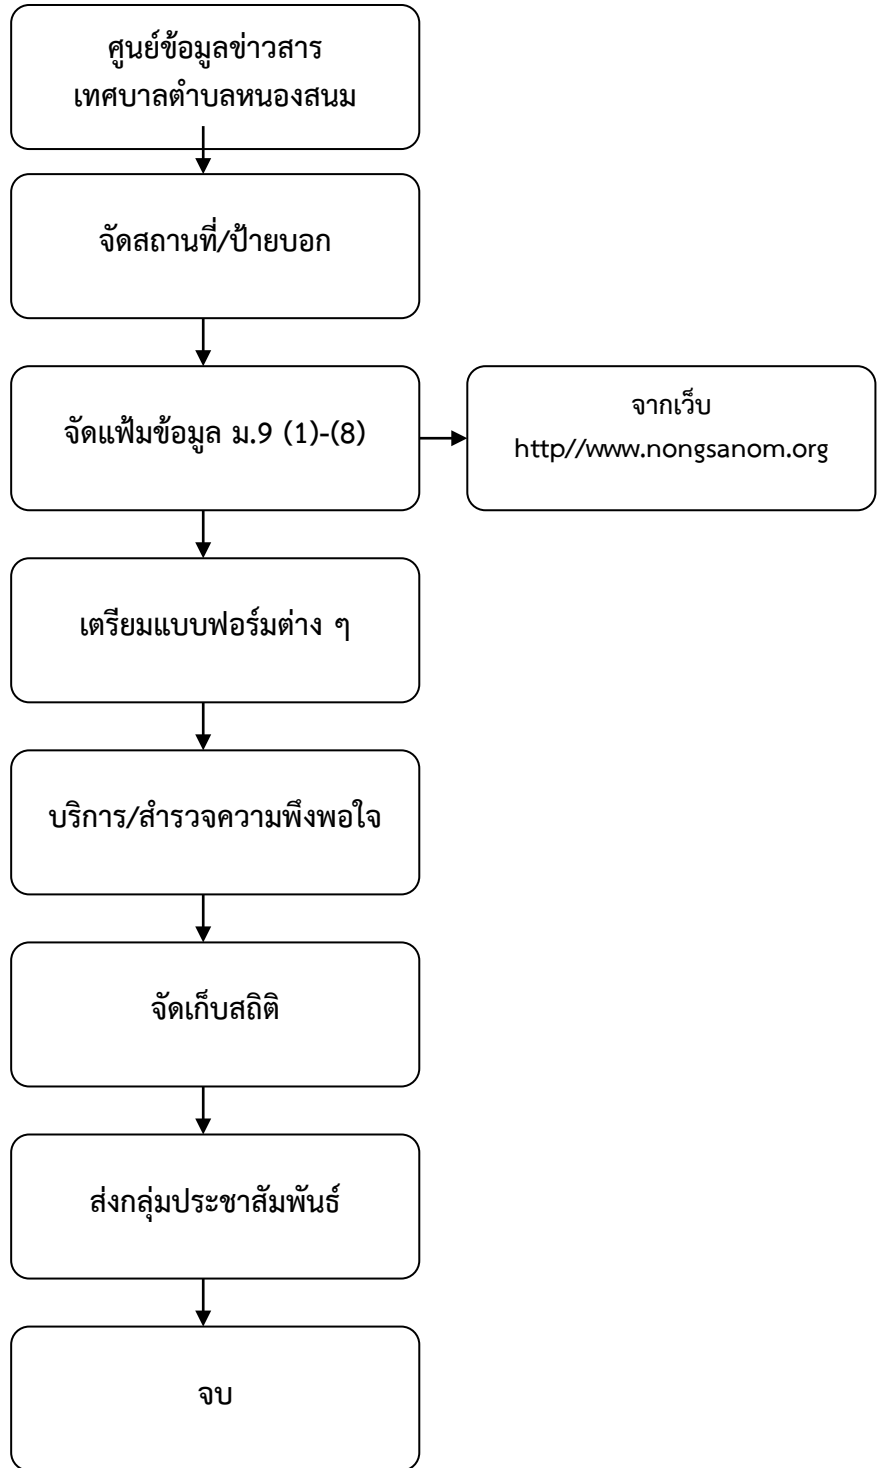 ศูนย์ข้อมูลข่าวสาร
เทศบาลตำบลหนองสนม
จัดสถานที่/ป้ายบอก
จัดแฟ้มข้อมูล ม.9 (1)-(8)
จากเว็บ
http//www.nongsanom.org
เตรียมแบบฟอร์มต่าง ๆ
บริการ/สำรวจความพึงพอใจ
จัดเก็บสถิติ
ส่งกลุ่มประชาสัมพันธ์
จบ